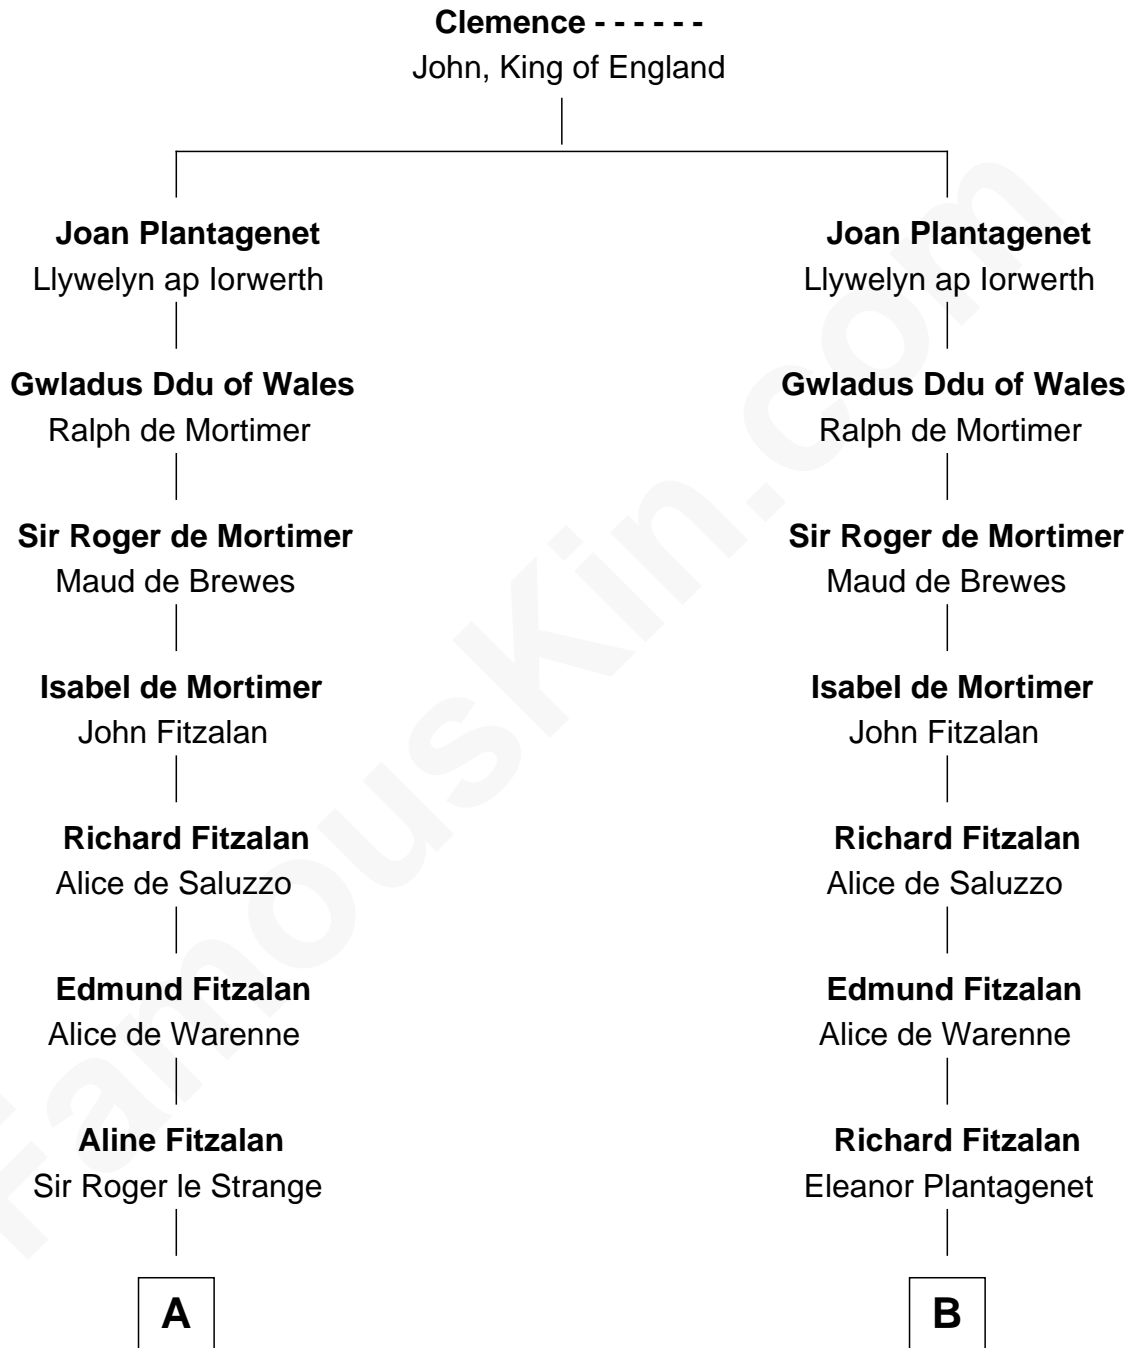 Clemence - - - - - -
John, King of England
Joan Plantagenet
Llywelyn ap Iorwerth
Gwladus Ddu of Wales
Ralph de Mortimer
Sir Roger de Mortimer
Maud de Brewes
Isabel de Mortimer
John Fitzalan
Richard Fitzalan
Alice de Saluzzo
Edmund Fitzalan
Alice de Warenne
Aline Fitzalan
Sir Roger le Strange
A
Joan Plantagenet
Llywelyn ap Iorwerth
Gwladus Ddu of Wales
Ralph de Mortimer
Sir Roger de Mortimer
Maud de Brewes
Isabel de Mortimer
John Fitzalan
Richard Fitzalan
Alice de Saluzzo
Edmund Fitzalan
Alice de Warenne
Richard Fitzalan
Eleanor Plantagenet
B
FamousKin.com